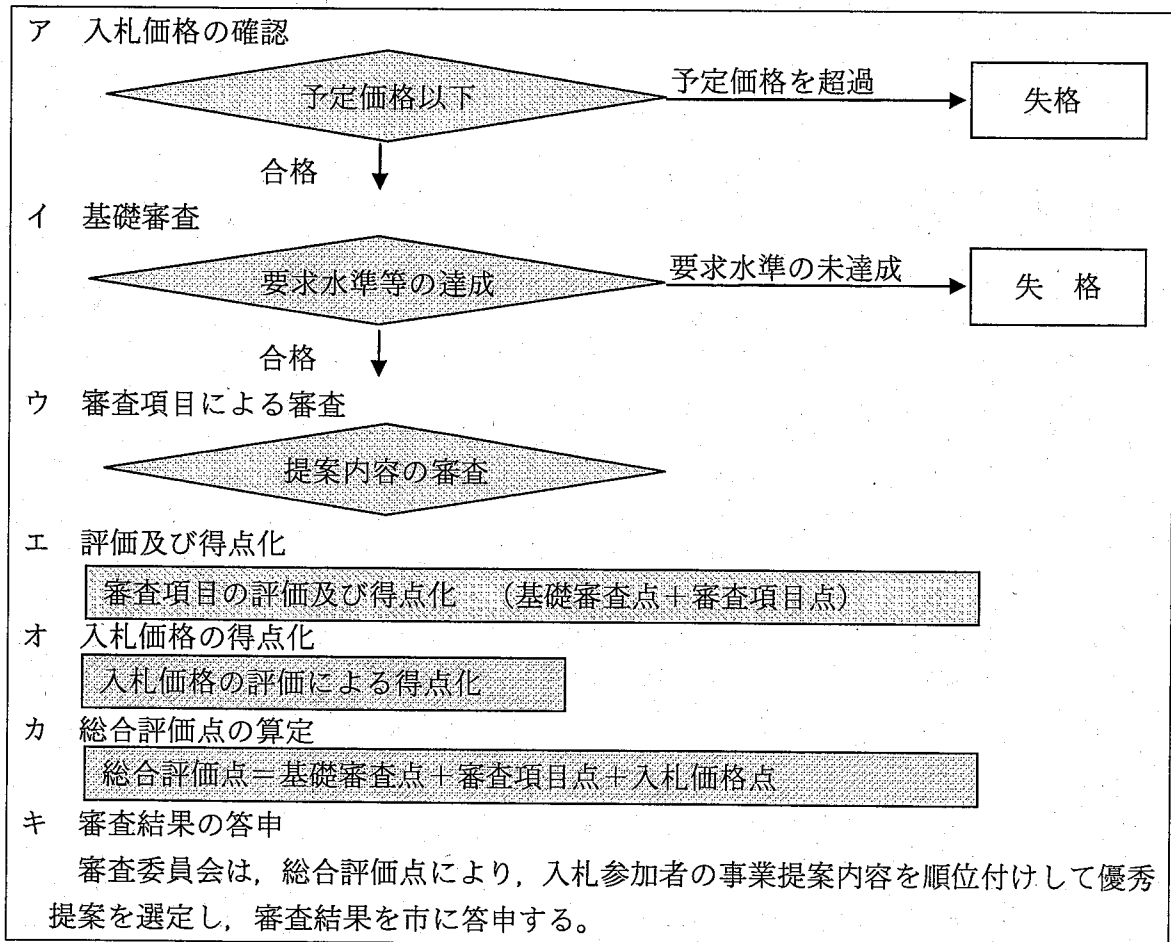 ア 入札価格の確認
予定価格以下
予定価格を超過
失格
合格
イ 基礎審査
要求水準等の達成
要求水準の未達成
失 格
合格
ウ 審査項目による審査
提案内容の審査
エ 評価及び得点化
審査項目の評価及び得点化 (基礎審査点+審査項目点)
オ 入札価格の得点化
入札価格の評価による得点化
カ 総合評価点の算定
総合評価点=基礎審査点+審査項目点+入札価格点
キ 審査結果の答申
審査委員会は,総合評価点により,入札参加者の事業提案内容を順位付けして優秀
提案を選定し,審査結果を市に答申する。